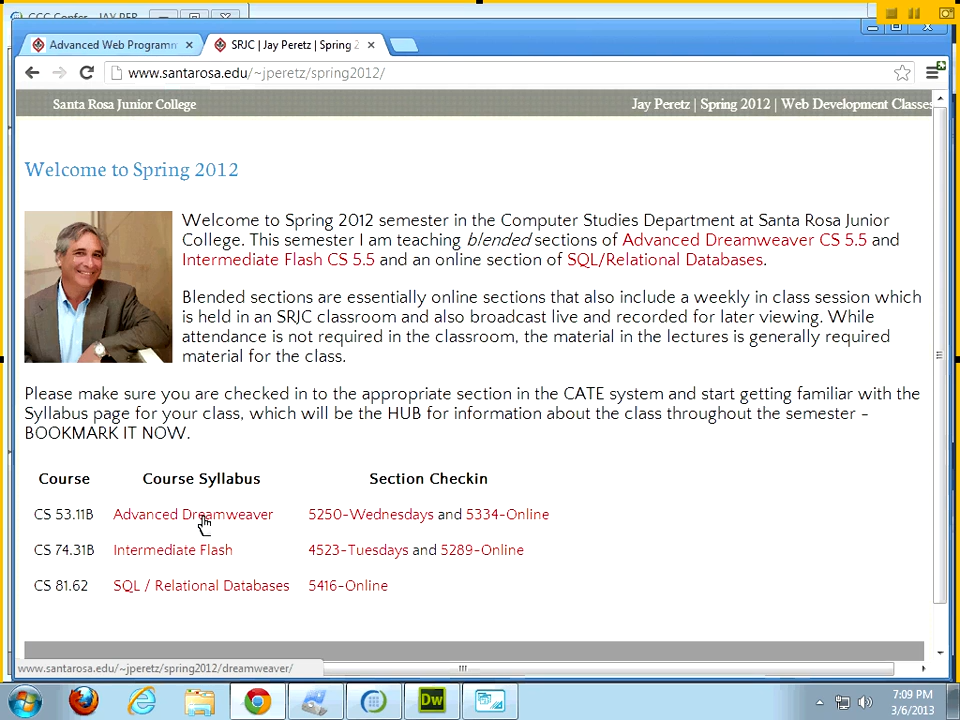 CCC Confer - JAY PER
Advanced Web Programm
SRJC | Jay Peretz | Spring 2
www.santarosa.edu/~jperetz/spring2012/
Santa Rosa Junior College
Jay Peretz | Spring 2012 | Web Development Classes
Welcome to Spring 2012
Welcome to Spring 2012 semester in the Computer Studies Department at Santa Rosa Junior
College. This semester I am teaching blended sections of Advanced Dreamweaver CS 5.5 and
Intermediate Flash CS 5.5 and an online section of SQL/Relational Databases.
Blended sections are essentially online sections that also include a weekly in class session which
is held in an SRJC classroom and also broadcast live and recorded for later viewing. While
attendance is not required in the classroom, the material in the lectures is generally required
material for the class.
Please make sure you are checked in to the appropriate section in the CATE system and start getting familiar with the
Syllabus page for your class, which will be the HUB for information about the class throughout the semester -
BOOKMARK IT NOW.
Course Course Syllabus Section Checkin
CS 53.11B Advanced Dreamweaver 5250-Wednesdays and 5334-Online
CS 74.31B Intermediate Flash 4523-Tuesdays and 5289-Online
CS 81.62 SQL / Relational Databases 5416-Online
www.santarosa.edu/~jperetz/spring2012/dreamweaver/
Dw
7:09 PM
3/6/2013